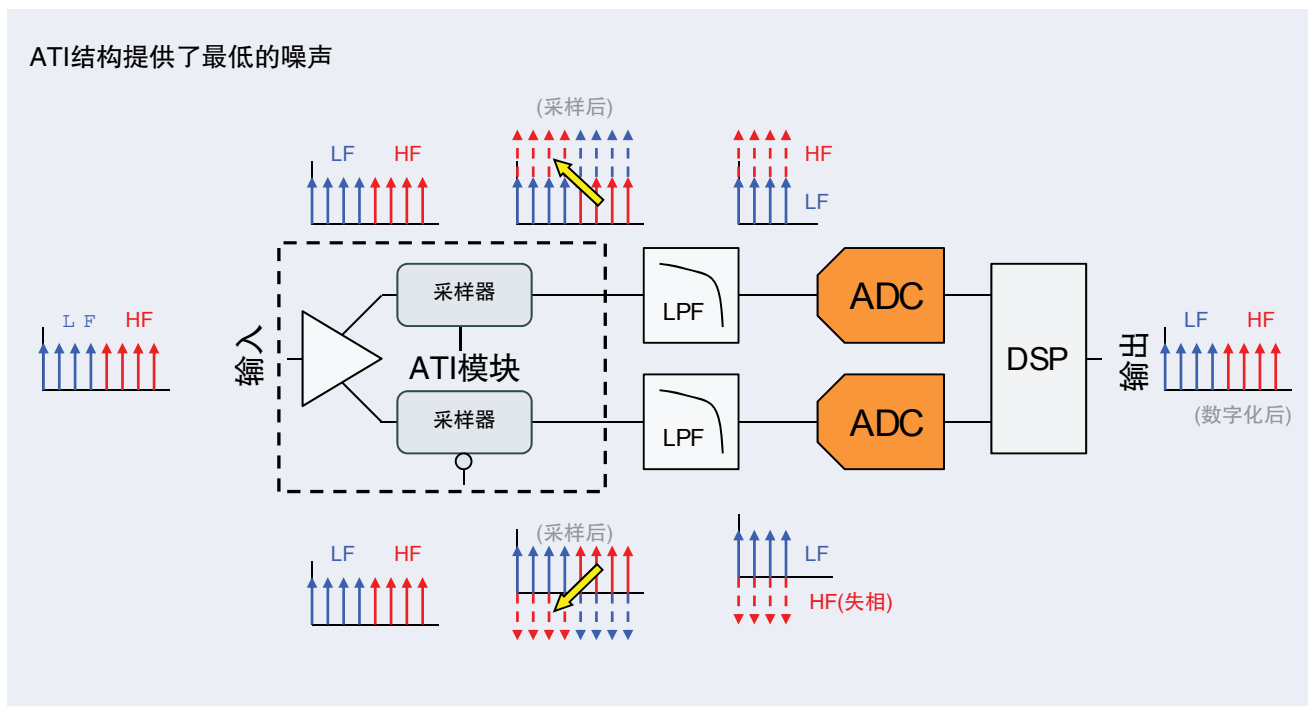 ATI结构提供了最低的噪声
(采样后)
LF HF
HF
LF
采样器
LPF
ADC
L F HF
输入
ATI模块
DSP
输出
LF HF
(数字化后)
采样器
LPF
ADC
LF HF
(采样后)
LF
HF(失相)